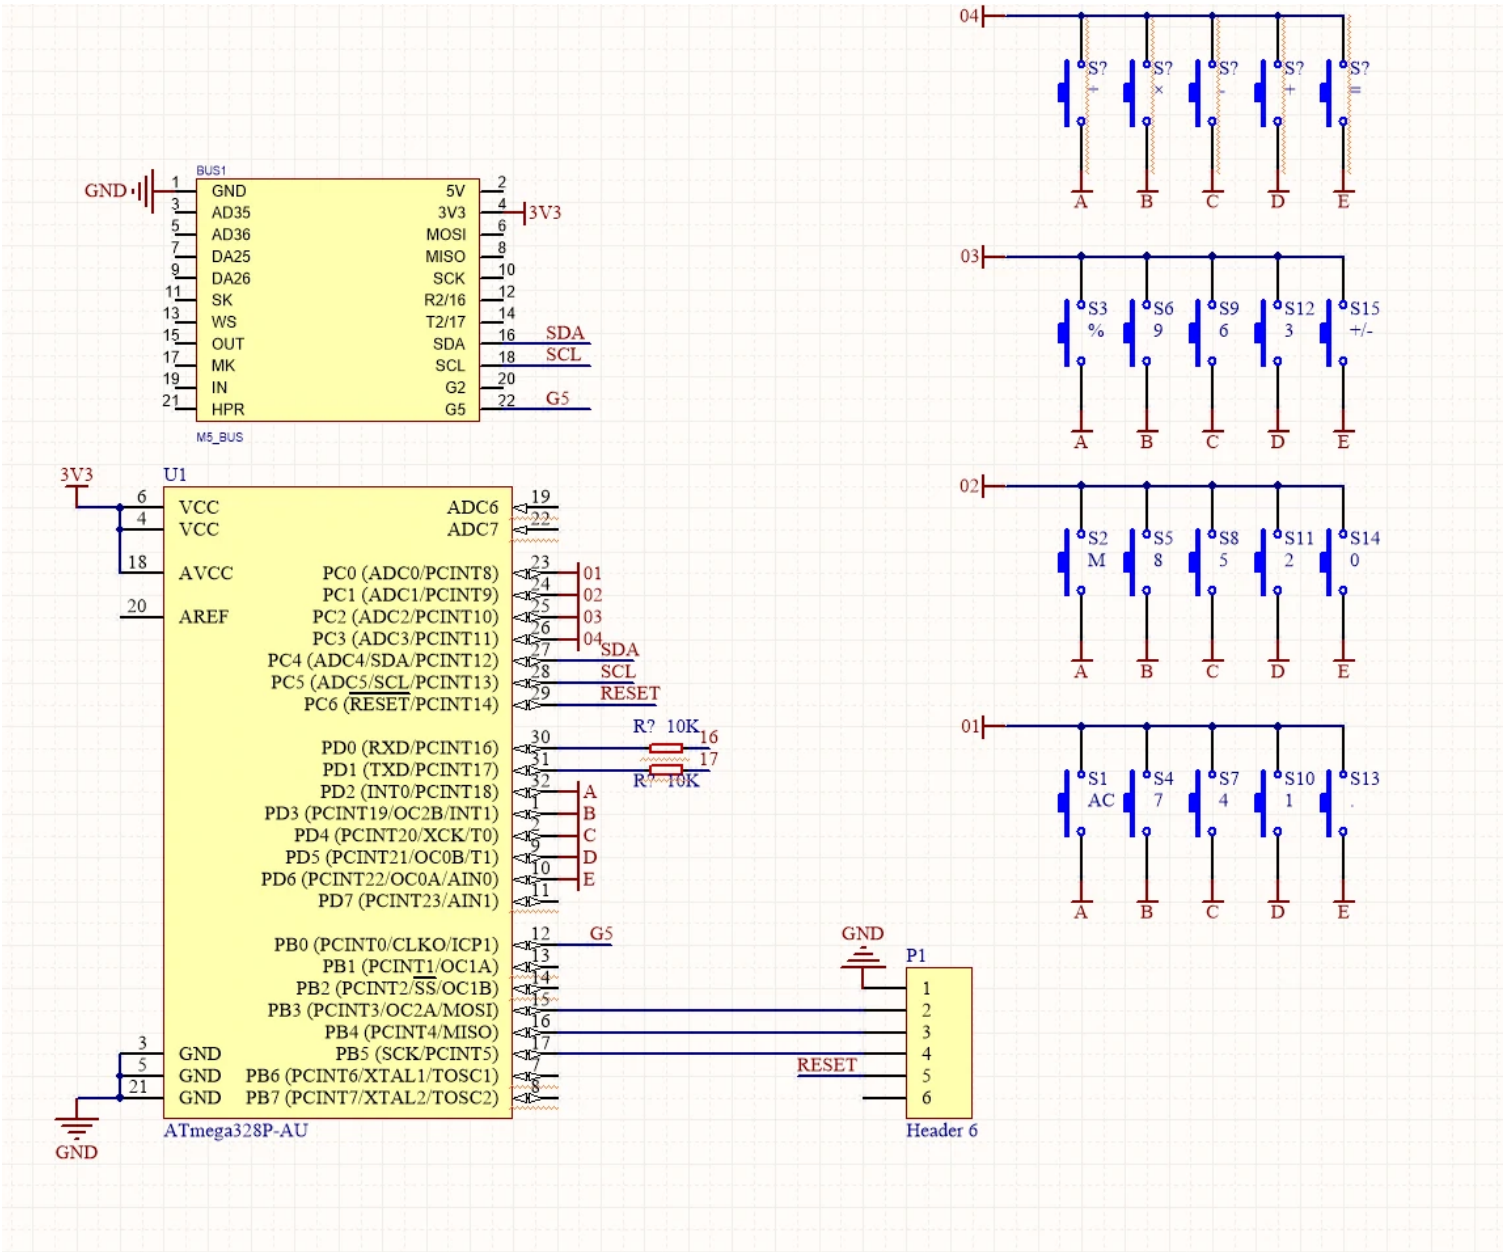 04
S? S? S? S? S?
÷ × - + =
A B C D E
BUS1
GND 1 GND 5V 2
3 AD35 3V3 4 3V3
5 AD36 MOSI 6
7 DA25 MISO 8
9 DA26 SCK 10
11 SK R2/16 12
13 WS T2/17 14
15 OUT SDA 16 SDA
17 MK SCL 18 SCL
19 IN G2 20
21 HPR G5 22 G5
M5_BUS
03
S3 S6 S9 S12 S15
% 9 6 3 +/-
A B C D E
02
S2 S5 S8 S11 S14
M 8 5 2 0
A B C D E
01
S1 S4 S7 S10 S13
AC 7 4 1 .
A B C D E
3V3 U1
6 VCC ADC6 19
4 VCC ADC7 22
18 AVCC PC0 (ADC0/PCINT8) 23 01
PC1 (ADC1/PCINT9) 24 02
20 AREF PC2 (ADC2/PCINT10) 25 03
PC3 (ADC3/PCINT11) 26 04
PC4 (ADC4/SDA/PCINT12) 27 SDA
PC5 (ADC5/SCL/PCINT13) 28 SCL
PC6 (RESET/PCINT14) 29 RESET
R? 10K
PD0 (RXD/PCINT16) 30 16
PD1 (TXD/PCINT17) 31 17
R? 10K
PD2 (INT0/PCINT18) 32 A
PD3 (PCINT19/OC2B/INT1) 1 B
PD4 (PCINT20/XCK/T0) 2 C
PD5 (PCINT21/OC0B/T1) 9 D
PD6 (PCINT22/OC0A/AIN0) 10 E
PD7 (PCINT23/AIN1) 11
PB0 (PCINT0/CLKO/ICP1) 12 G5
PB1 (PCINT1/OC1A) 13
PB2 (PCINT2/SS/OC1B) 14
PB3 (PCINT3/OC2A/MOSI) 15
PB4 (PCINT4/MISO) 16
3 GND PB5 (SCK/PCINT5) 17
5 GND PB6 (PCINT6/XTAL1/TOSC1) 7
21 GND PB7 (PCINT7/XTAL2/TOSC2) 8
GND
ATmega328P-AU
GND P1
1
2
3
4
RESET 5
6
Header 6